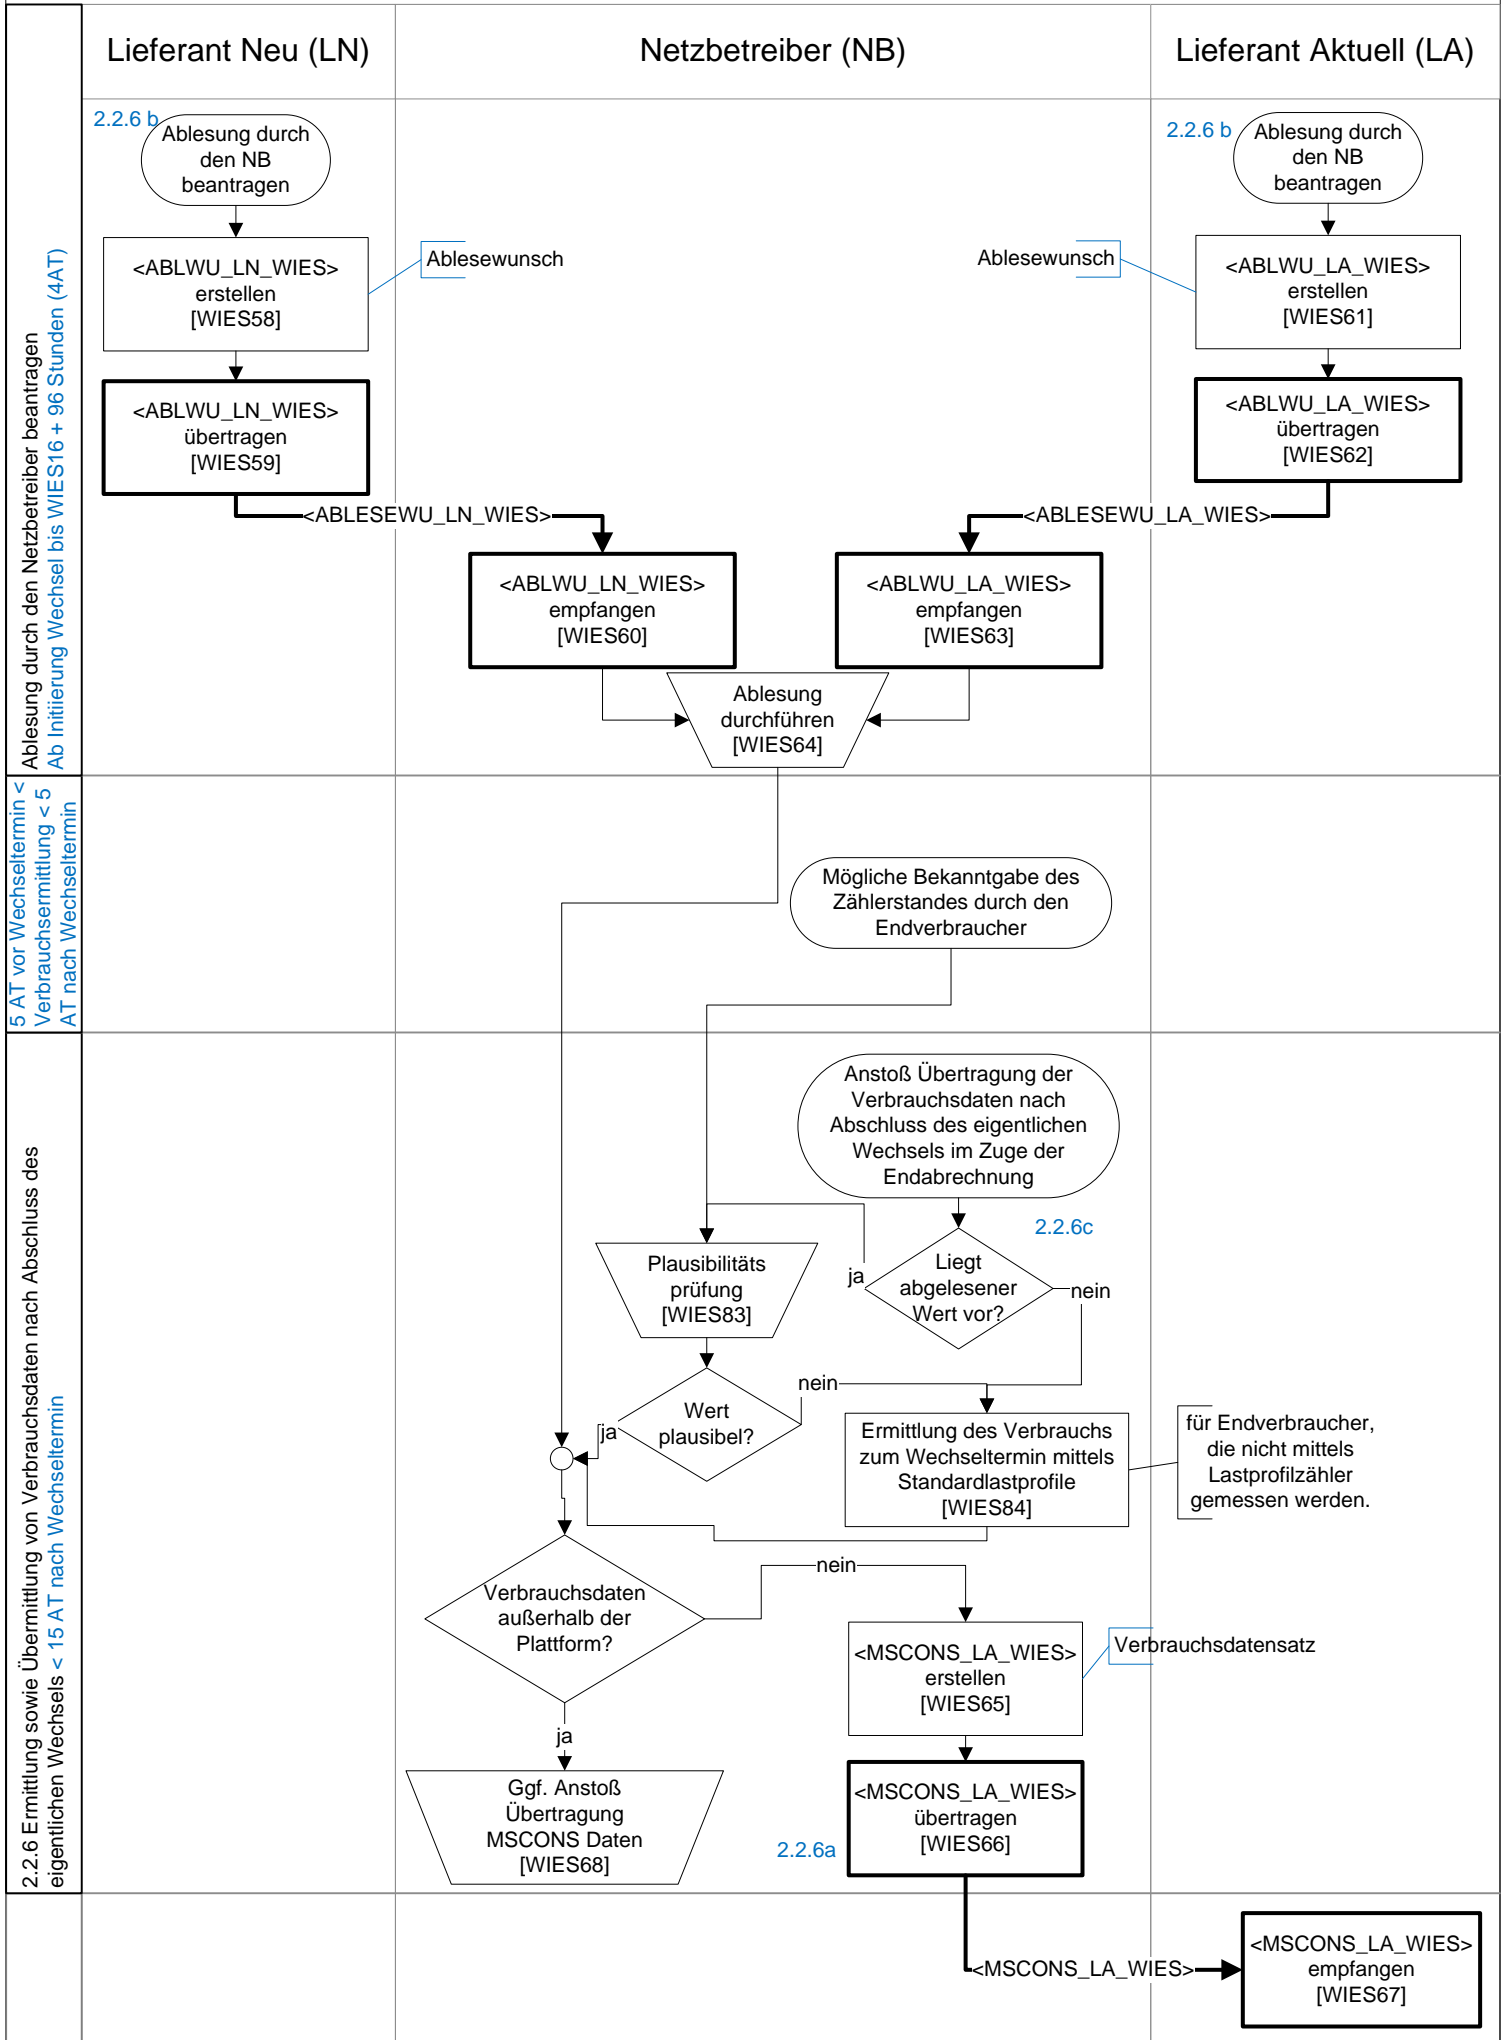 Lieferant Neu (LN)
Netzbetreiber (NB)
Lieferant Aktuell (LA)
Ablesung durch den Netzbetreiber beantragen
Ab Initiierung Wechsel bis WIES16 + 96 Stunden (4AT)
2.2.6 b
Ablesung durch
den NB
beantragen
2.2.6 b
Ablesung durch
den NB
beantragen
<ABLWU_LN_WIES>
erstellen
[WIES58]
Ablesewunsch
Ablesewunsch
<ABLWU_LA_WIES>
erstellen
[WIES61]
<ABLWU_LN_WIES>
übertragen
[WIES59]
<ABLWU_LA_WIES>
übertragen
[WIES62]
<ABLESEWU_LN_WIES>
<ABLESEWU_LA_WIES>
<ABLWU_LN_WIES>
empfangen
[WIES60]
<ABLWU_LA_WIES>
empfangen
[WIES63]
Ablesung
durchführen
[WIES64]
5 AT vor Wechseltermin <
Verbrauchsermittlung < 5
AT nach Wechseltermin
Mögliche Bekanntgabe des
Zählerstandes durch den
Endverbraucher
2.2.6 Ermittlung sowie Übermittlung von Verbrauchsdaten nach Abschluss des
eigentlichen Wechsels < 15 AT nach Wechseltermin
Anstoß Übertragung der
Verbrauchsdaten nach
Abschluss des eigentlichen
Wechsels im Zuge der
Endabrechnung
2.2.6c
Plausibilitäts
prüfung
[WIES83]
ja
Liegt
abgelesener
Wert vor?
nein
Wert
plausibel?
nein
ja
Ermittlung des Verbrauchs
zum Wechseltermin mittels
Standardlastprofile
[WIES84]
für Endverbraucher,
die nicht mittels
Lastprofilzähler
gemessen werden.
Verbrauchsdaten
außerhalb der
Plattform?
nein
<MSCONS_LA_WIES>
erstellen
[WIES65]
Verbrauchsdatensatz
ja
Ggf. Anstoß
Übertragung
MSCONS Daten
[WIES68]
2.2.6a
<MSCONS_LA_WIES>
übertragen
[WIES66]
<MSCONS_LA_WIES>
<MSCONS_LA_WIES>
empfangen
[WIES67]